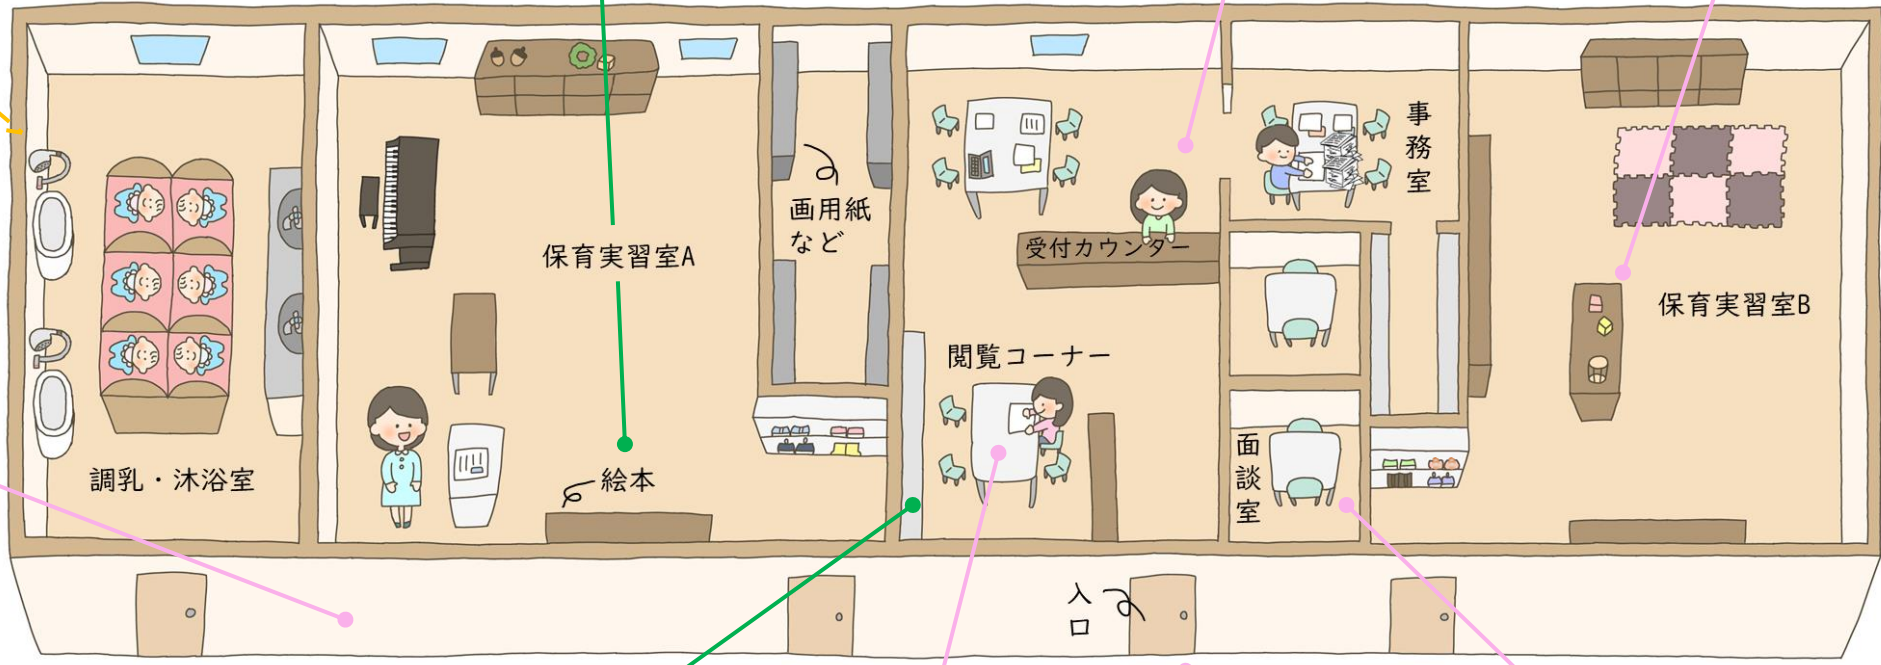 調乳・沐浴室
保育実習室A
絵本
画用紙
など
受付カウンター
閲覧コーナー
事務室
面談室
保育実習室B
入口